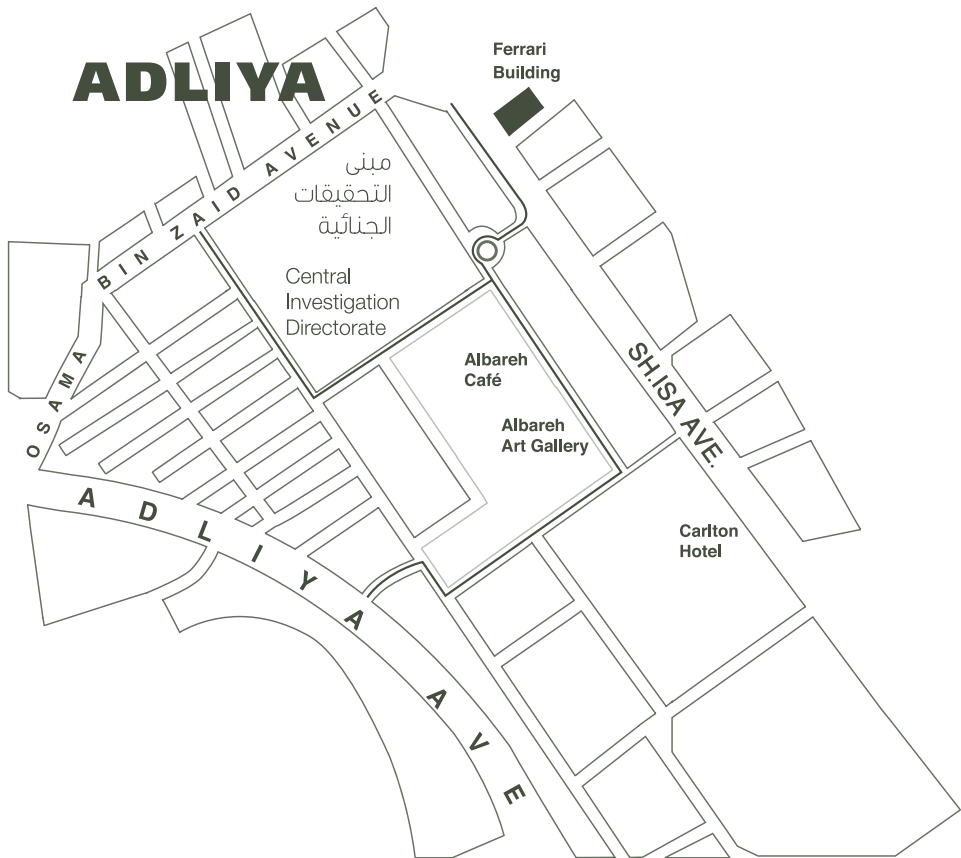 ADLIYA
Ferrari
Building
OSAMA BIN ZAID AVENUE
مبنى
التحقيقات
الجنائية
Central
Investigation
Directorate
Albareh
Café
Albareh
Art Gallery
SH.ISA AVE.
Carlton
Hotel
ADLIYA AVE